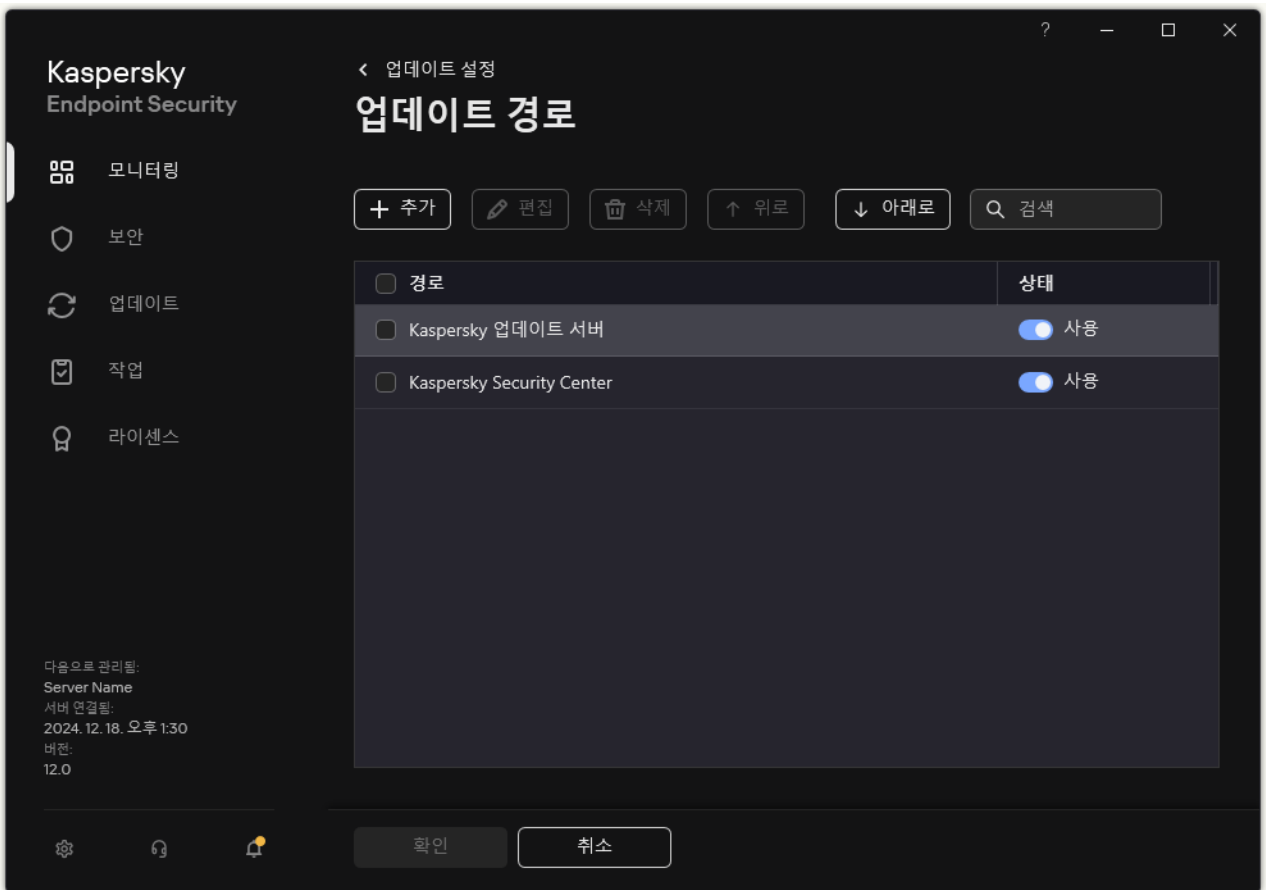 ?
Kaspersky
Endpoint Security
모니터링
보안
업데이트
작업
라이센스
다음으로 관리됨:
Server Name
서버 연결됨:
2024. 12. 18. 오후 1:30
버전:
12.0
업데이트 설정
업데이트 경로
추가 편집 삭제 위로 아래로 검색
경로 상태
Kaspersky 업데이트 서버 사용
Kaspersky Security Center 사용
확인 취소